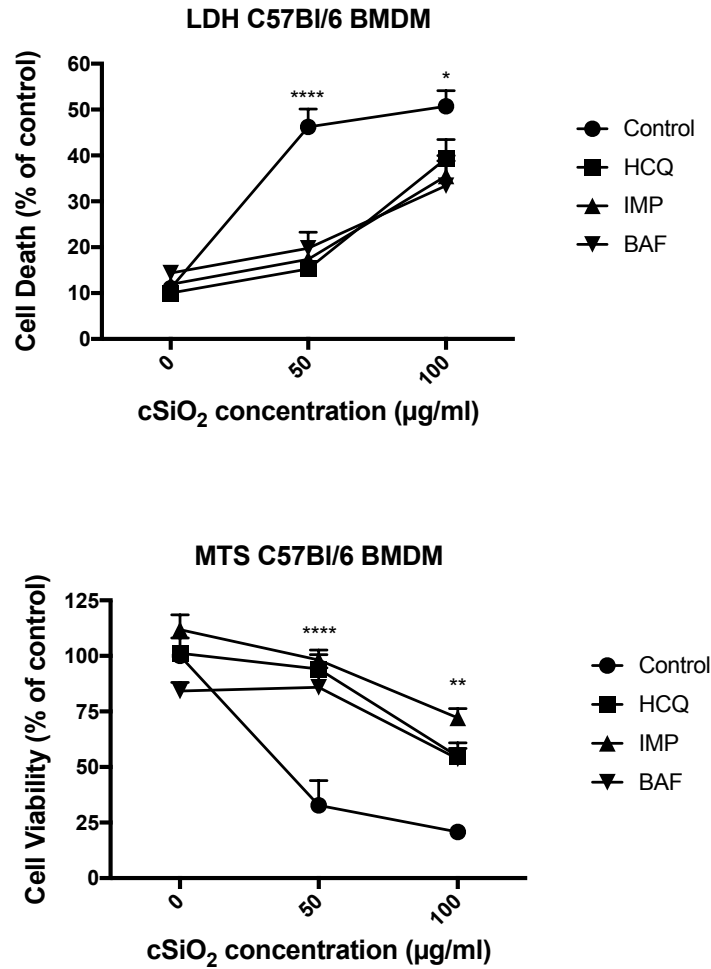 LDH C57Bl/6 BMDM
Cell Death (% of control)
60
50
40
30
20
10
0
****
*
0
50
100
cSiO₂ concentration (µg/ml)
Control
HCQ
IMP
BAF
MTS C57Bl/6 BMDM
Cell Viability (% of control)
125
100
75
50
25
0
****
**
0
50
100
cSiO₂ concentration (µg/ml)
Control
HCQ
IMP
BAF